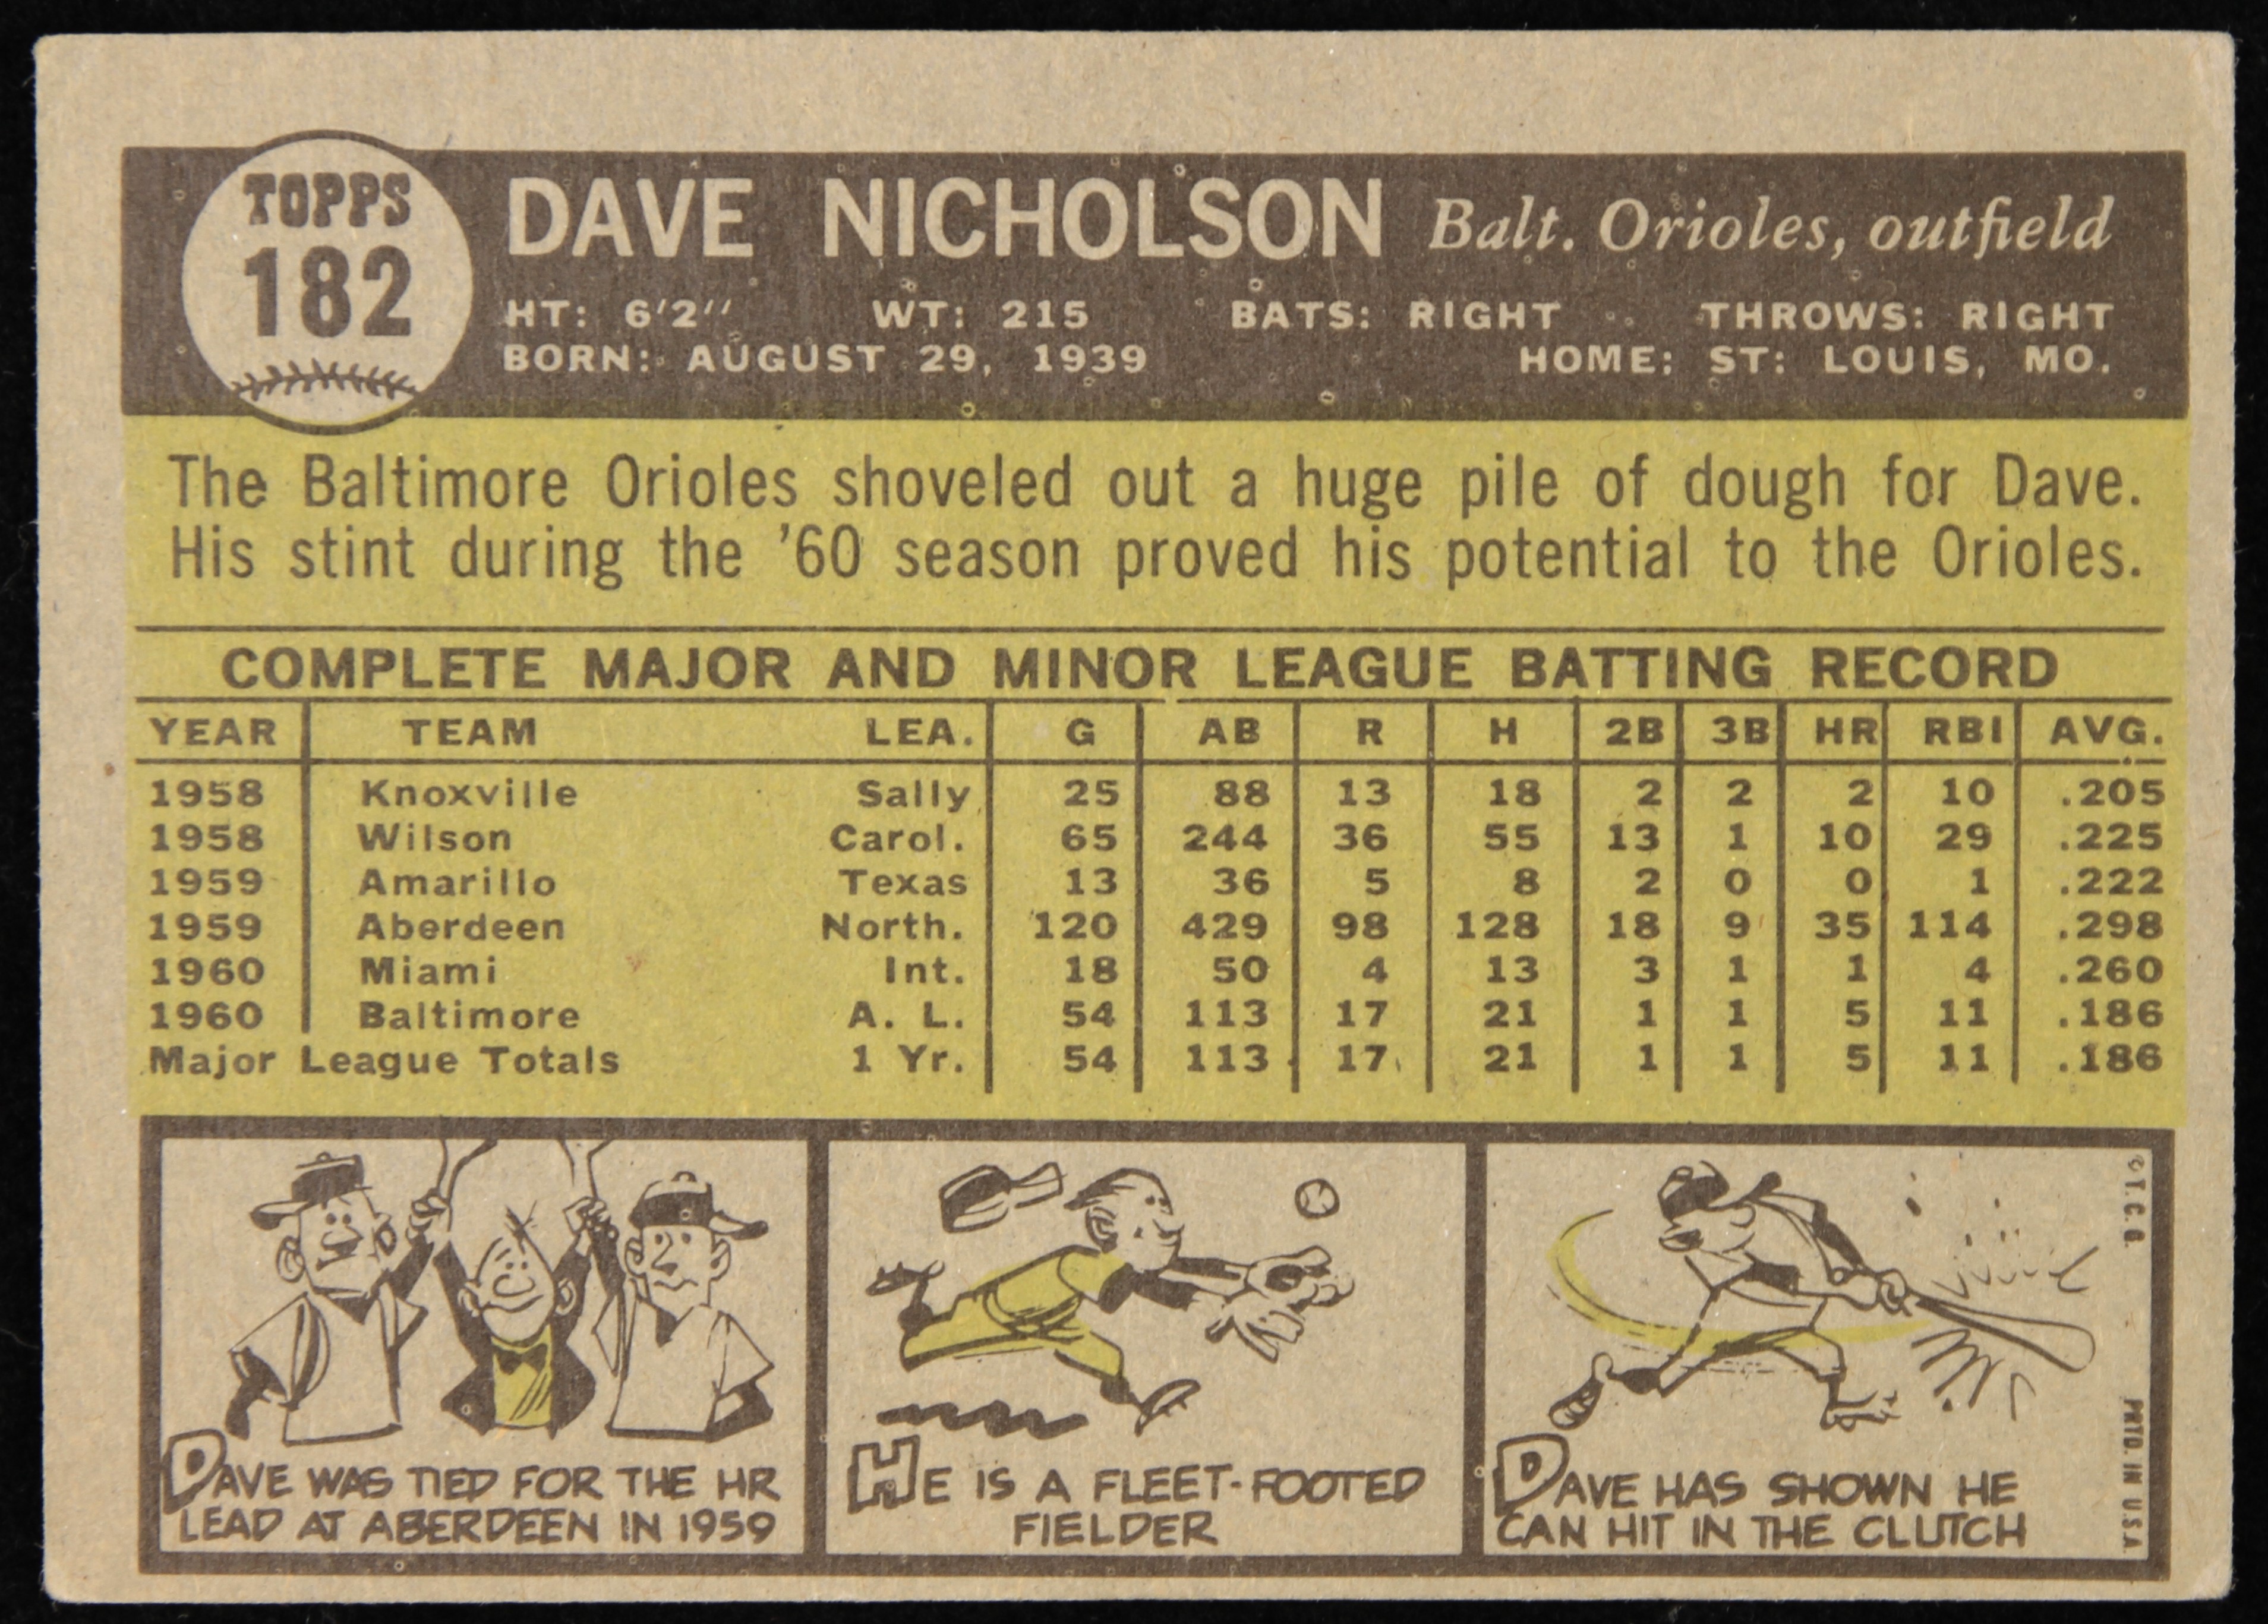 TOPPS
182
DAVE NICHOLSON Balt. Orioles, outfield
HT: 6'2'' WT: 215 BATS: RIGHT THROWS: RIGHT
BORN: AUGUST 29, 1939 HOME: ST: LOUIS, MO.
The Baltimore Orioles shoveled out a huge pile of dough for Dave.
His stint during the '60 season proved his potential to the Orioles.
COMPLETE MAJOR AND MINOR LEAGUE BATTING RECORD
YEAR TEAM LEA. G AB R H 2B 3B HR RBI AVG.
1958 Knoxville Sally 25 88 13 18 2 2 2 10 .205
1958 Wilson Carol. 65 244 36 55 13 1 10 29 .225
1959 Amarillo Texas 13 36 5 8 2 0 0 1 .222
1959 Aberdeen North. 120 429 98 128 18 9 35 114 .298
1960 Miami Int. 18 50 4 13 3 1 1 4 .260
1960 Baltimore A. L. 54 113 17 21 1 1 5 11 .186
Major League Totals 1 Yr. 54 113 17 21 1 1 5 11 .186
DAVE WAS TIED FOR THE HR
LEAD AT ABERDEEN IN 1959
HE IS A FLEET-FOOTED
FIELDER
DAVE HAS SHOWN HE
CAN HIT IN THE CLUTCH
©T.C.G.
PRTD. IN U.S.A.